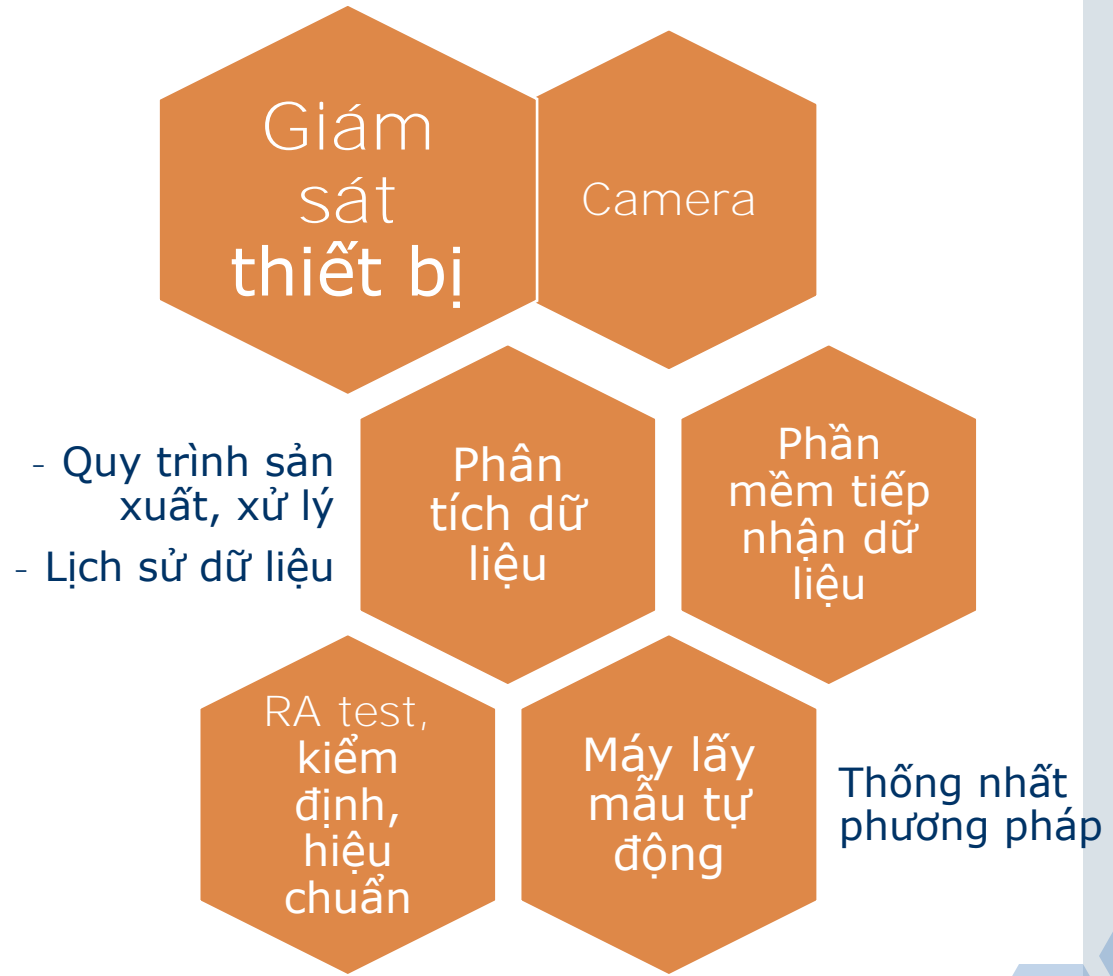 Giám
sát
thiết bị
Camera
- Quy trình sản
xuất, xử lý
- Lịch sử dữ liệu
Phân
tích dữ
liệu
Phần
mềm tiếp
nhận dữ
liệu
RA test,
kiểm
định,
hiệu
chuẩn
Máy lấy
mẫu tự
động
Thống nhất
phương pháp